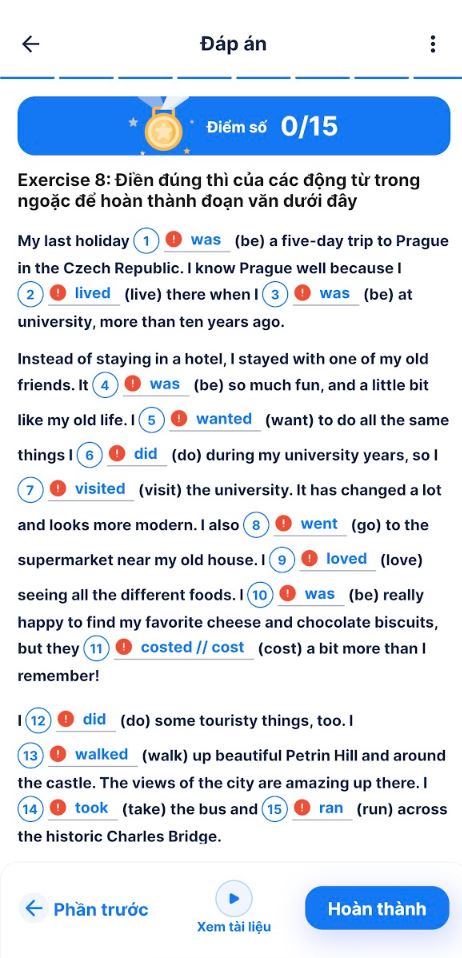 Đáp án
Điểm số 0/15
Exercise 8: Điền đúng thì của các động từ trong
ngoặc để hoàn thành đoạn văn dưới đây
My last holiday 1 ! was (be) a five-day trip to Prague
in the Czech Republic. I know Prague well because I
2 ! lived (live) there when I 3 ! was (be) at
university, more than ten years ago.
Instead of staying in a hotel, I stayed with one of my old
friends. It 4 ! was (be) so much fun, and a little bit
like my old life. I 5 ! wanted (want) to do all the same
things I 6 ! did (do) during my university years, so I
7 ! visited (visit) the university. It has changed a lot
and looks more modern. I also 8 ! went (go) to the
supermarket near my old house. I 9 ! loved (love)
seeing all the different foods. I 10 ! was (be) really
happy to find my favorite cheese and chocolate biscuits,
but they 11 ! costed // cost (cost) a bit more than I
remember!
I 12 ! did (do) some touristy things, too. I
13 ! walked (walk) up beautiful Petrin Hill and around
the castle. The views of the city are amazing up there. I
14 ! took (take) the bus and 15 ! ran (run) across
the historic Charles Bridge.
Phần trước
Xem tài liệu
Hoàn thành